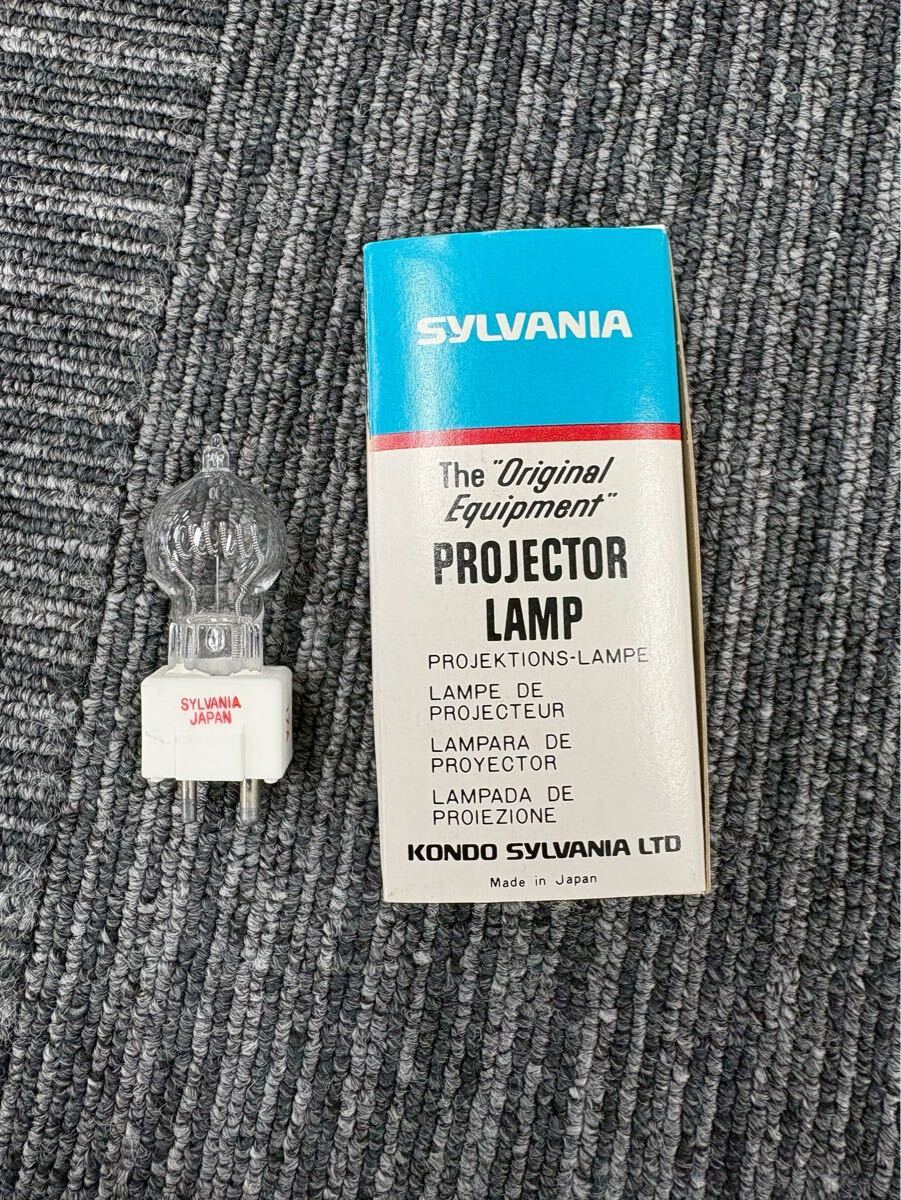 SYLVANIA
JAPAN
SYLVANIA
The "Original
Equipment"
PROJECTOR
LAMP
PROJEKTIONS-LAMPE
LAMPE DE
PROJECTEUR
LAMPARA DE
PROYECTOR
LAMPADA DE
PROIEZIONE
KONDO SYLVANIA LTD
Made in Japan